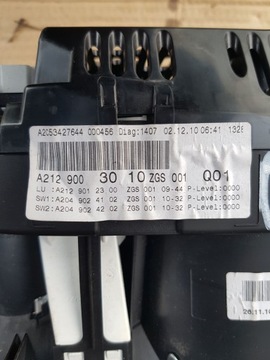 A2C53427644 000456 Diag:1407 02.12.10 06:41 1328
A212 900 30 10 ZGS 001 Q01
LU : A212 901 23 00 ZGS 001 09-44 P-Level:0000
SW1:A204 902 44 02 ZGS 001 10-32 P-Level:0000
SW2:A204 902 42 02 ZGS 001 10-32 P-Level:0000